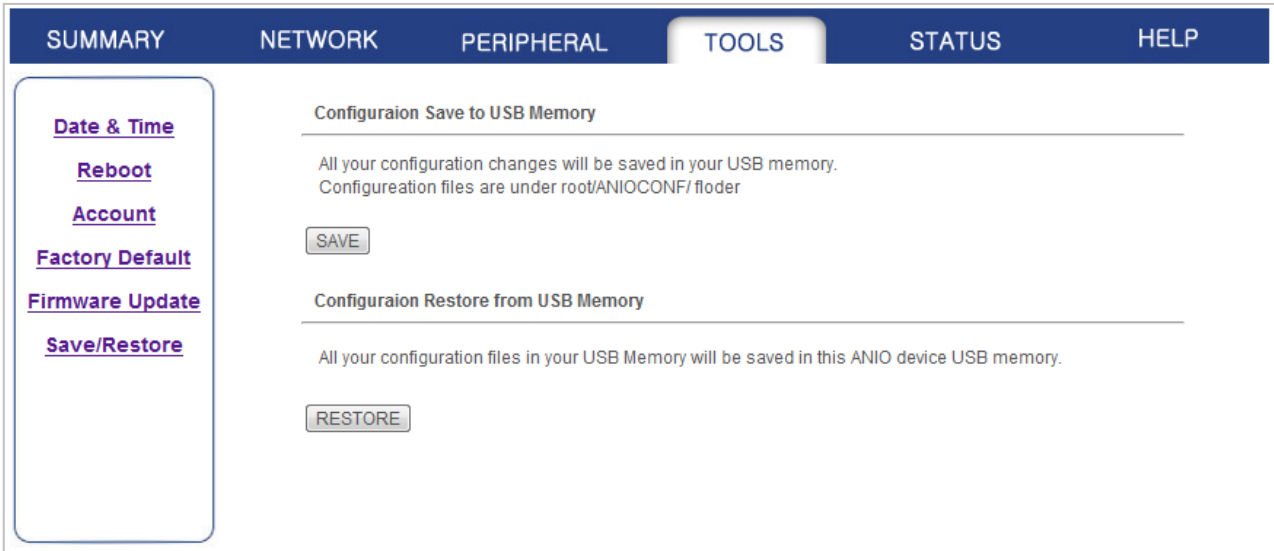 SUMMARY NETWORK PERIPHERAL TOOLS STATUS HELP
Date & Time
Reboot
Account
Factory Default
Firmware Update
Save/Restore
Configuraion Save to USB Memory
All your configuration changes will be saved in your USB memory.
Configureation files are under root/ANIOCONF/ floder
SAVE
Configuraion Restore from USB Memory
All your configuration files in your USB Memory will be saved in this ANIO device USB memory.
RESTORE